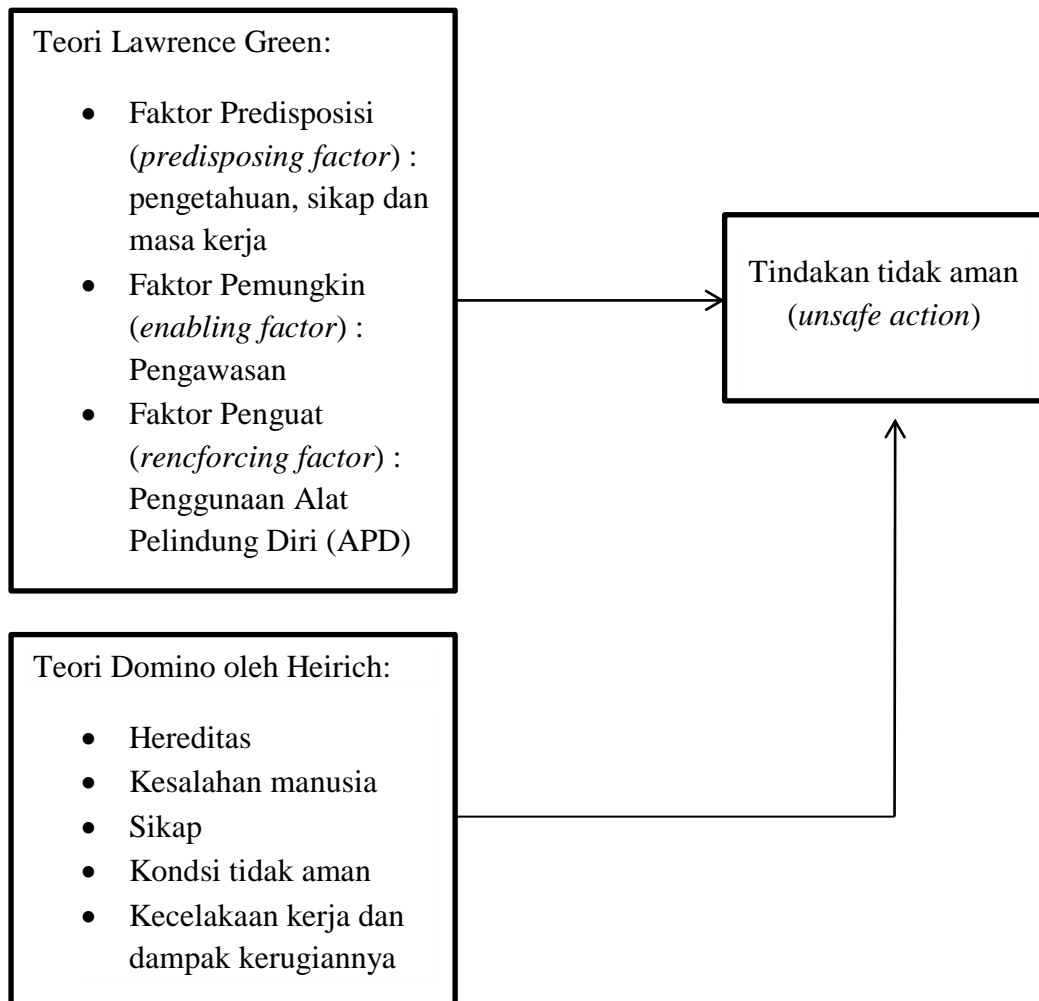 Teori Lawrence Green:
• Faktor Predisposisi
(predisposing factor) :
pengetahuan, sikap dan
masa kerja
• Faktor Pemungkin
(enabling factor) :
Pengawasan
• Faktor Penguat
(rencforcing factor) :
Penggunaan Alat
Pelindung Diri (APD)
Tindakan tidak aman
(unsafe action)
Teori Domino oleh Heirich:
• Hereditas
• Kesalahan manusia
• Sikap
• Kondsi tidak aman
• Kecelakaan kerja dan
dampak kerugiannya